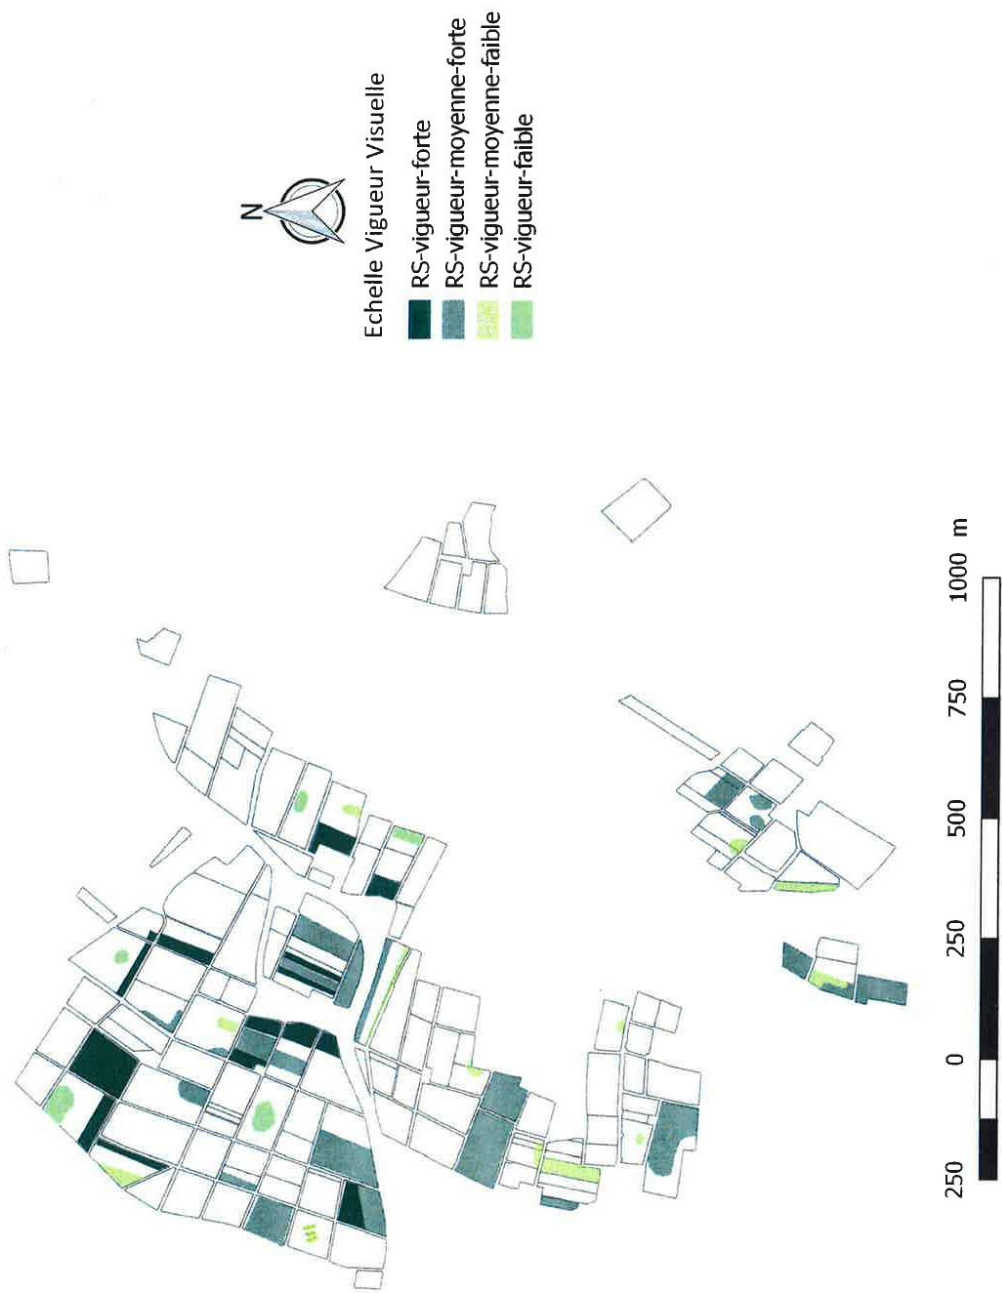 N
Echelle Vigueur Visuelle
RS-vigueur-forte
RS-vigueur-moyenne-forte
RS-vigueur-moyenne-faible
RS-vigueur-faible
250 0 250 500 750 1000 m